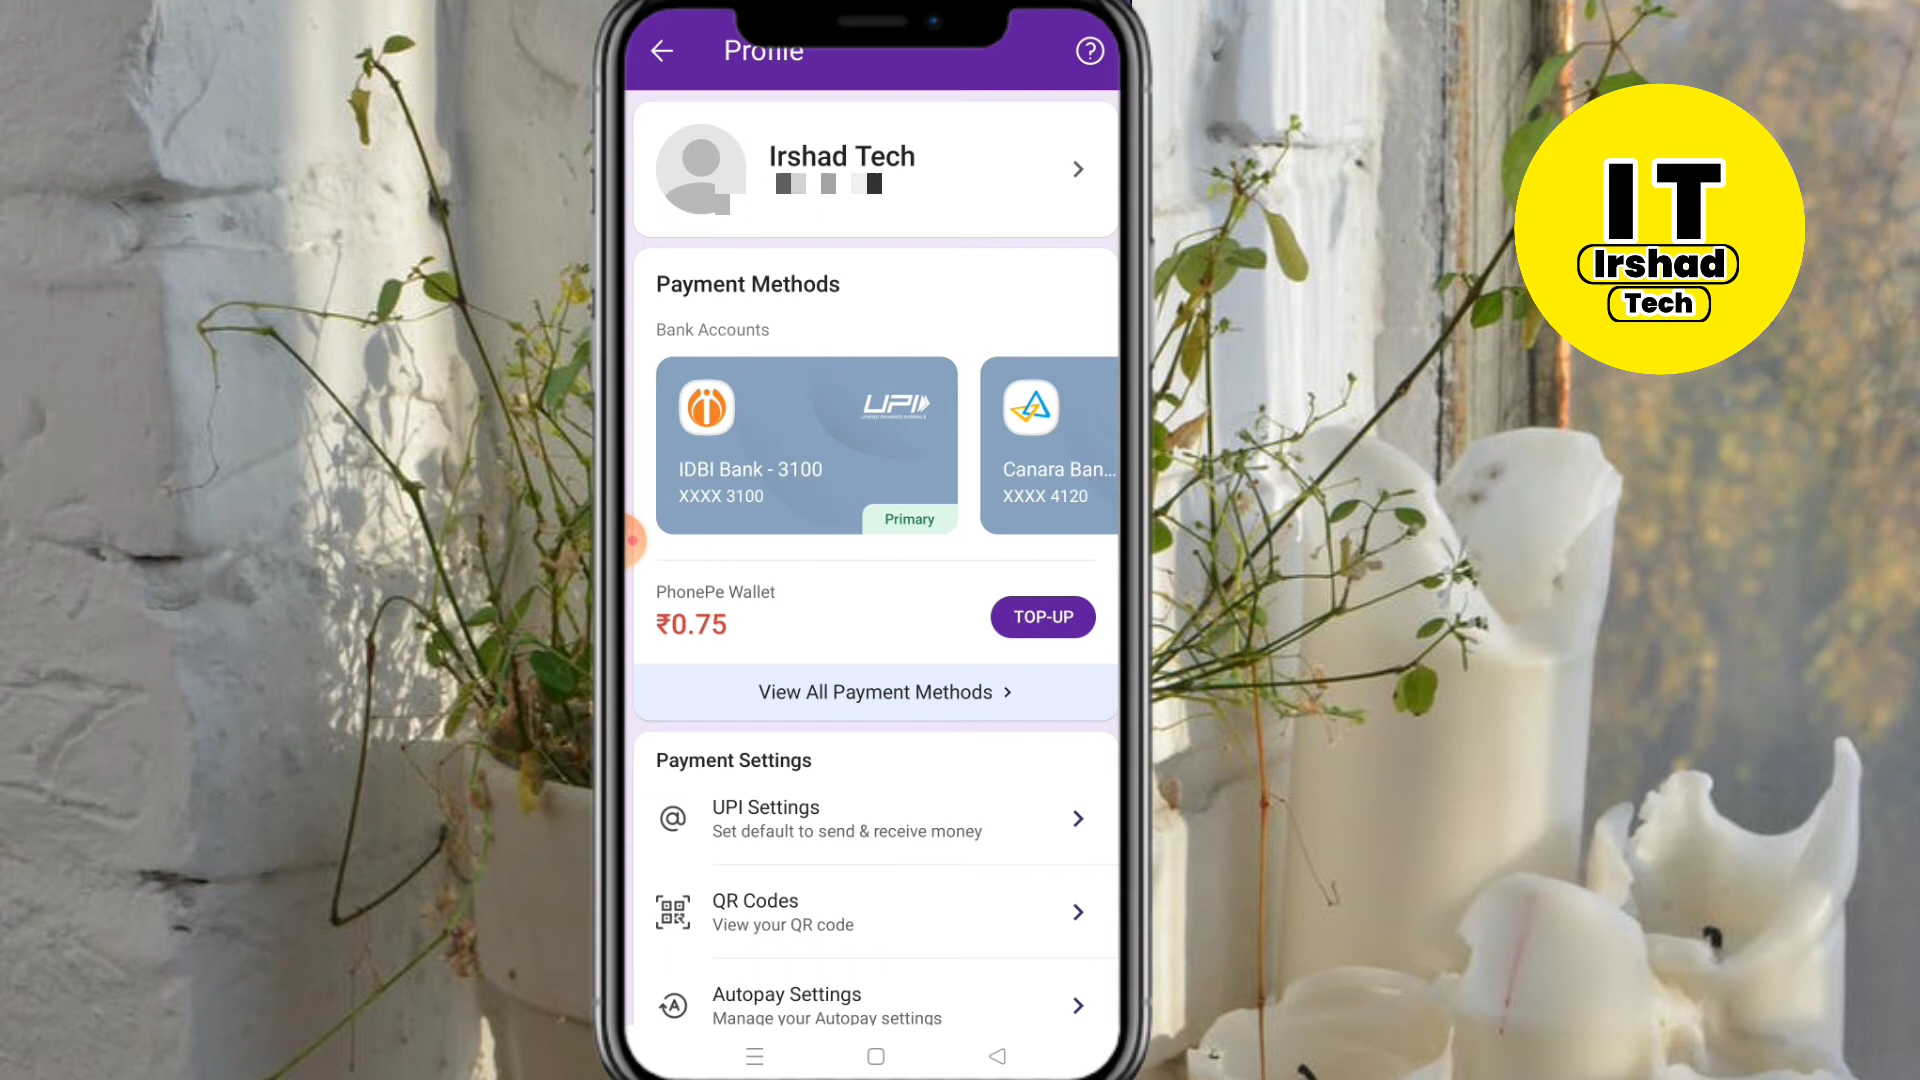 Profile
Irshad Tech
Payment Methods
Bank Accounts
UPI
IDBI Bank - 3100
XXXX 3100
Primary
Canara Ban...
XXXX 4120
PhonePe Wallet
₹0.75
TOP-UP
View All Payment Methods
Payment Settings
UPI Settings
Set default to send & receive money
QR Codes
View your QR code
Autopay Settings
Manage your Autopay settings
IT
Irshad
Tech